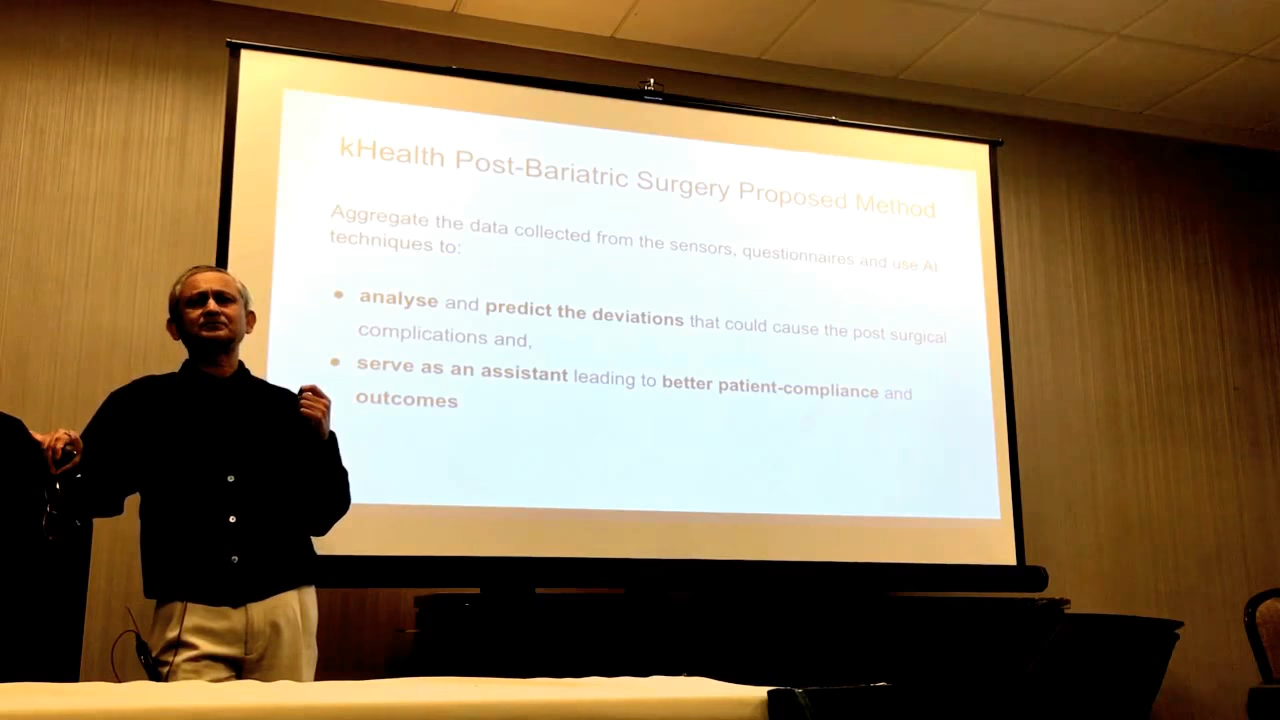 kHealth Post-Bariatric Surgery Proposed Method
Aggregate the data collected from the sensors, questionnaires and use AI
techniques to:
● analyse and predict the deviations that could cause the post surgical
complications and,
● serve as an assistant leading to better patient-compliance and
outcomes